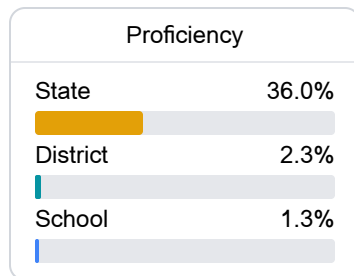 Proficiency
State 36.0%
District 2.3%
School 1.3%